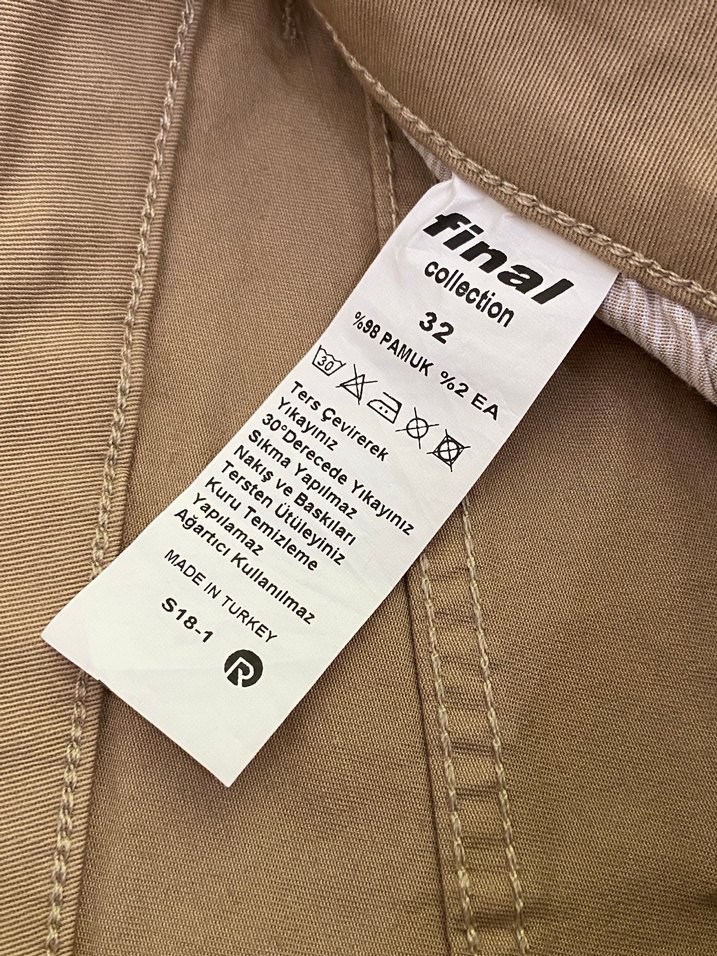 final
collection
32
%98 PAMUK %2 EA
30
Ters Çevirerek
Yıkayınız
30°Derecede Yıkayınız
Sıkma Yapılmaz
Nakış ve Baskıları
Tersten Ütüleyiniz
Kuru Temizleme
Yapılamaz
Ağartıcı Kullanılmaz
MADE IN TURKEY
S18-1
R